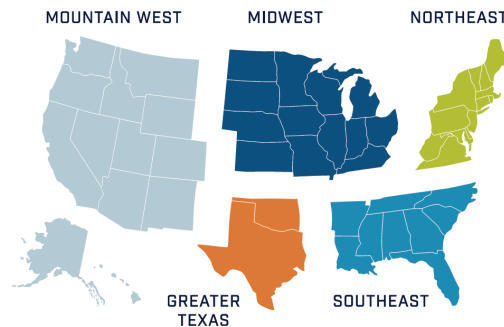 MOUNTAIN WEST
MIDWEST
NORTHEAST
GREATER
TEXAS
SOUTHEAST